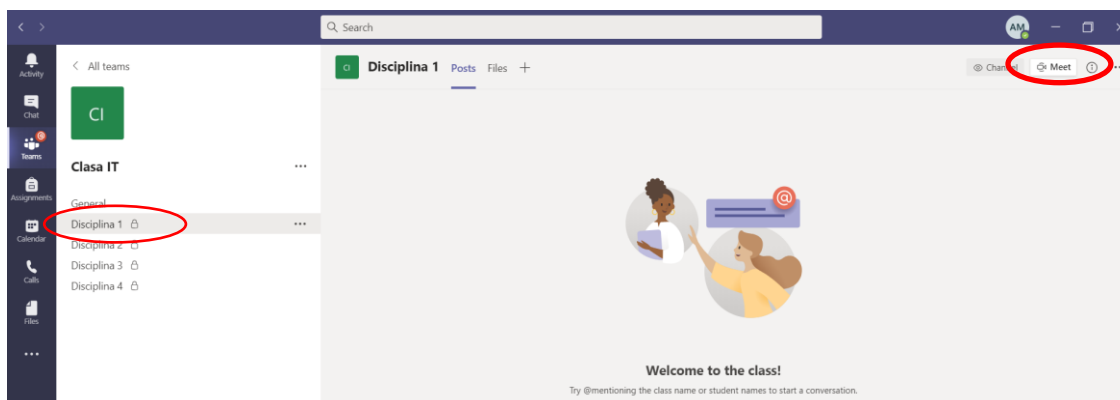 Search
AM
Activity
Chat
Teams
Assignments
Calendar
Calls
Files
All teams
CI
Clasa IT
General
Disciplina 1
Disciplina 2
Disciplina 3
Disciplina 4
CI Disciplina 1 Posts Files
Channel Meet
@
Welcome to the class!
Try @mentioning the class name or student names to start a conversation.